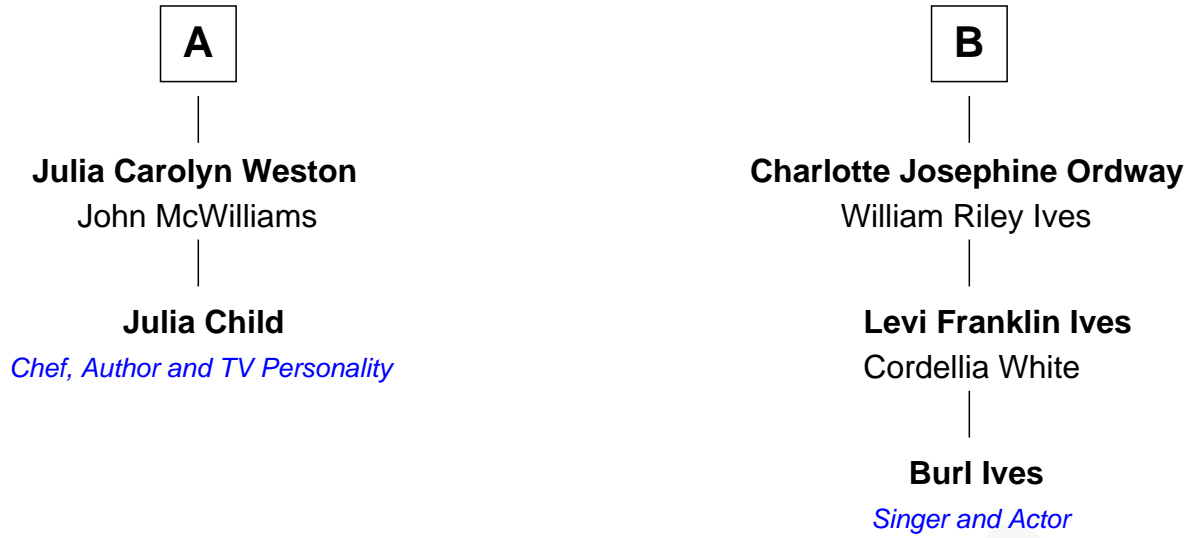 A
Julia Carolyn Weston
John McWilliams
Julia Child
Chef, Author and TV Personality
B
Charlotte Josephine Ordway
William Riley Ives
Levi Franklin Ives
Cordellia White
Burl Ives
Singer and Actor